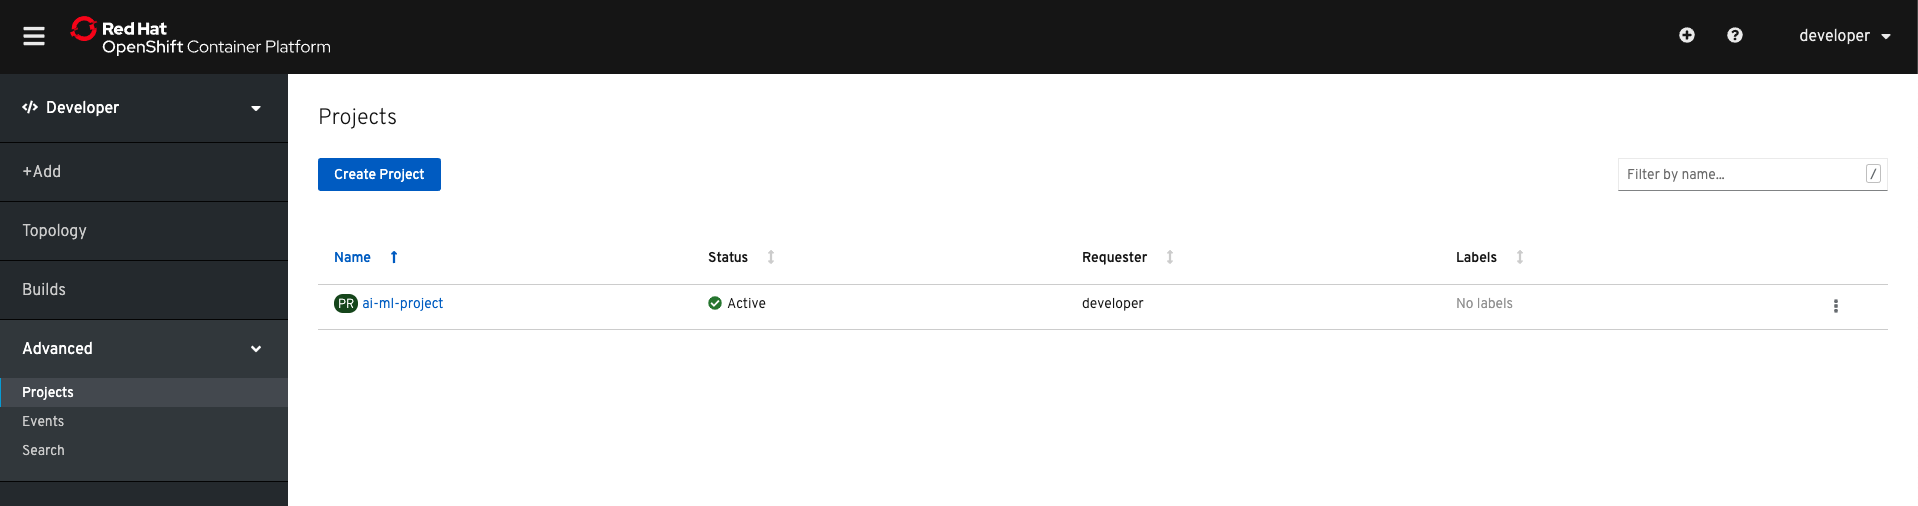 Red Hat
OpenShift Container Platform
developer
Developer
+Add
Topology
Builds
Advanced
Projects
Events
Search
Projects
Create Project
Filter by name...
/
Name Status Requester Labels
PR ai-ml-project Active developer No labels